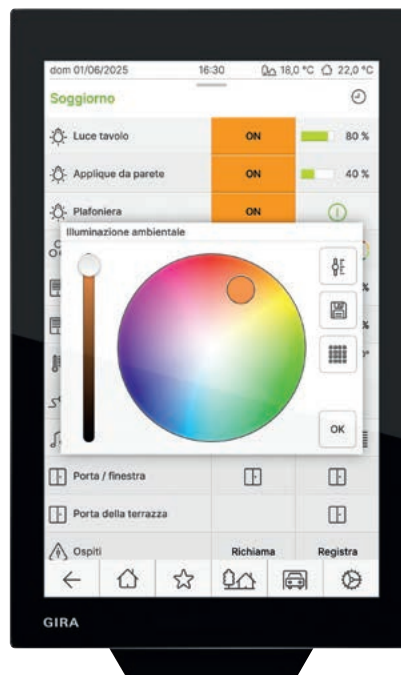 dom 01/06/2025 16:30 18,0 °C 22,0 °C
Soggiorno
Luce tavolo ON 80 %
Applique da parete ON 40 %
Plafoniera ON
Illuminazione ambientale
OK
Porta / finestra
Porta della terrazza
Ospiti Richiama Registra
GIRA